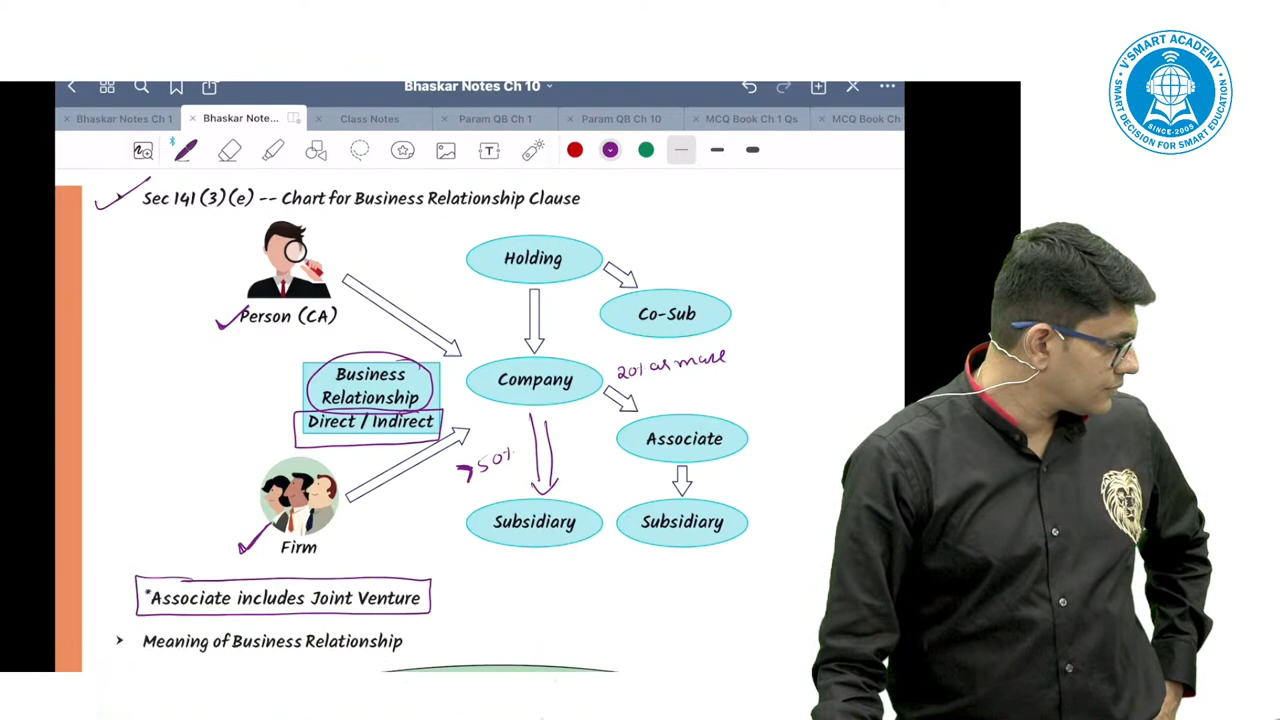 Bhaskar Notes Ch 10
Bhaskar Notes Ch 1
Bhaskar Note...
Class Notes
Param QB Ch 1
Param QB Ch 10
MCQ Book Ch 1 Qs
MCQ Book Ch
V'SMART ACADEMY
SINCE-2005
SMART DECISION FOR SMART EDUCATION
Sec 141 (3) (e) -- Chart for Business Relationship Clause
Holding
Person (CA)
Co-Sub
Business
Relationship
Direct / Indirect
Company
20% or more
Associate
>50%
Subsidiary
Subsidiary
Firm
*Associate includes Joint Venture
Meaning of Business Relationship